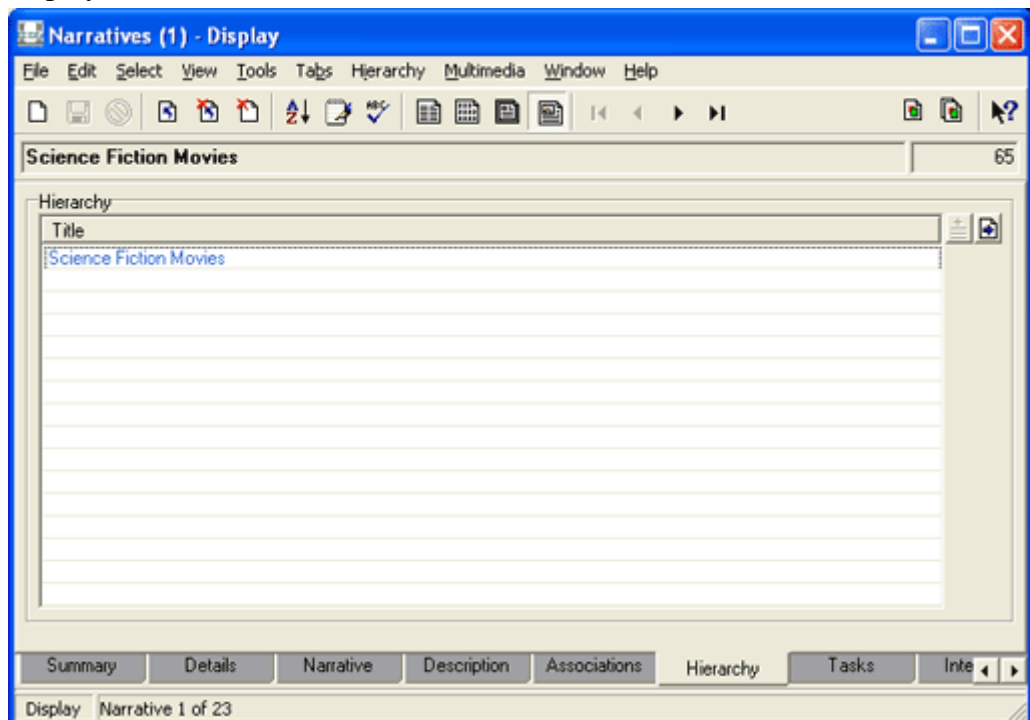 Narratives (1) - Display
File Edit Select View Tools Tabs Hierarchy Multimedia Window Help
Science Fiction Movies 65
Hierarchy
Title
Science Fiction Movies
Summary Details Narrative Description Associations Hierarchy Tasks Inte
Display Narrative 1 of 23